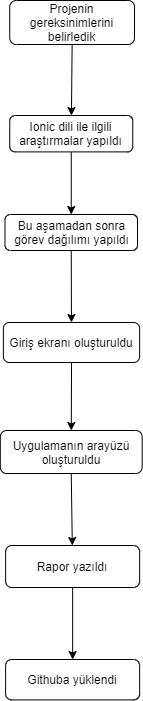 Projenin
gereksinimlerini
belirledik
Ionic dili ile ilgili
araştırmalar yapıldı
Bu aşamadan sonra
görev dağılımı yapıldı
Giriş ekranı oluşturuldu
Uygulamanın arayüzü
oluşturuldu
Rapor yazıldı
Githuba yüklendi